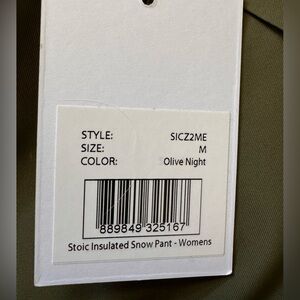 STYLE: SICZ2ME
SIZE: M
COLOR: Olive Night
889849 325167
Stoic Insulated Snow Pant - Womens